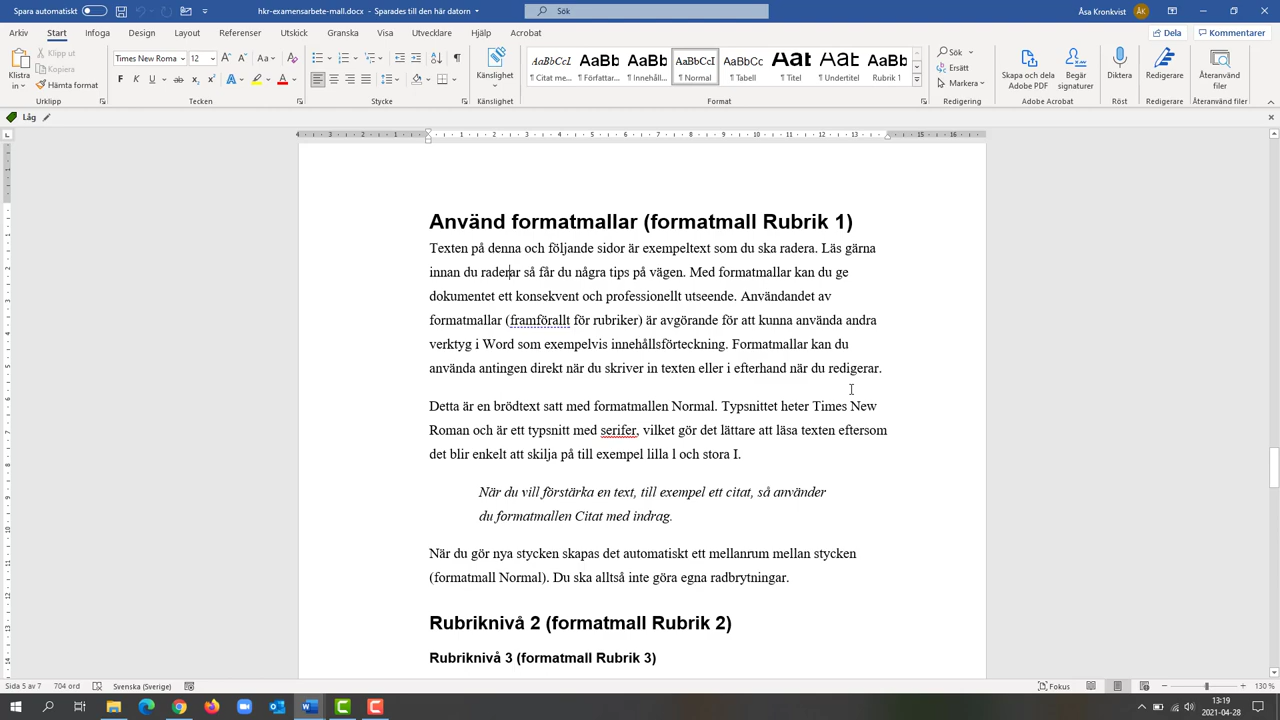 Spara automatiskt
hkr-examensarbete-mall - Sparades till den här datorn
Sök
Åsa Kronkvist
ÅK
Arkiv Start Infoga Design Layout Referenser Utskick Granska Visa Utvecklare Hjälp Acrobat
Dela Kommentarer
Klistra in
Klipp ut
Kopiera
Hämta format
Times New Roman 12
Känslighet
AaBbCcI AaBb AaBb AaBbCcI AaBbCc AaB AaBb AaBb
Citat me... Författar... Innehåll... Normal Tabell Titel Undertitel Rubrik 1
Sök
Ersätt
Markera
Skapa och dela Adobe PDF
Begär signaturer
Diktera
Redigerare
Återanvänd filer
Urklipp Tecken Stycke Känslighet Format Redigering Adobe Acrobat Röst Redigerare Återanvänd filer
Låg
Använd formatmallar (formatmall Rubrik 1)
Texten på denna och följande sidor är exempeltext som du ska radera. Läs gärna
innan du raderar så får du några tips på vägen. Med formatmallar kan du ge
dokumentet ett konsekvent och professionellt utseende. Användandet av
formatmallar (framförallt för rubriker) är avgörande för att kunna använda andra
verktyg i Word som exempelvis innehållsförteckning. Formatmallar kan du
använda antingen direkt när du skriver in texten eller i efterhand när du redigerar.
Detta är en brödtext satt med formatmallen Normal. Typsnittet heter Times New
Roman och är ett typsnitt med serifer, vilket gör det lättare att läsa texten eftersom
det blir enkelt att skilja på till exempel lilla l och stora I.
När du vill förstärka en text, till exempel ett citat, så använder
du formatmallen Citat med indrag.
När du gör nya stycken skapas det automatiskt ett mellanrum mellan stycken
(formatmall Normal). Du ska alltså inte göra egna radbrytningar.
Rubriknivå 2 (formatmall Rubrik 2)
Rubriknivå 3 (formatmall Rubrik 3)
Sida 5 av 7 704 ord Svenska (Sverige) Fokus 130 %
13:19
2021-04-28